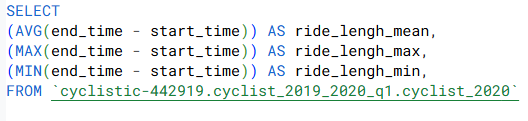 SELECT
(AVG(end_time - start_time)) AS ride_lengh_mean,
(MAX(end_time - start_time)) AS ride_lengh_max,
(MIN(end_time - start_time)) AS ride_lengh_min,
FROM `cyclistic-442919.cyclist_2019_2020_q1.cyclist_2020`